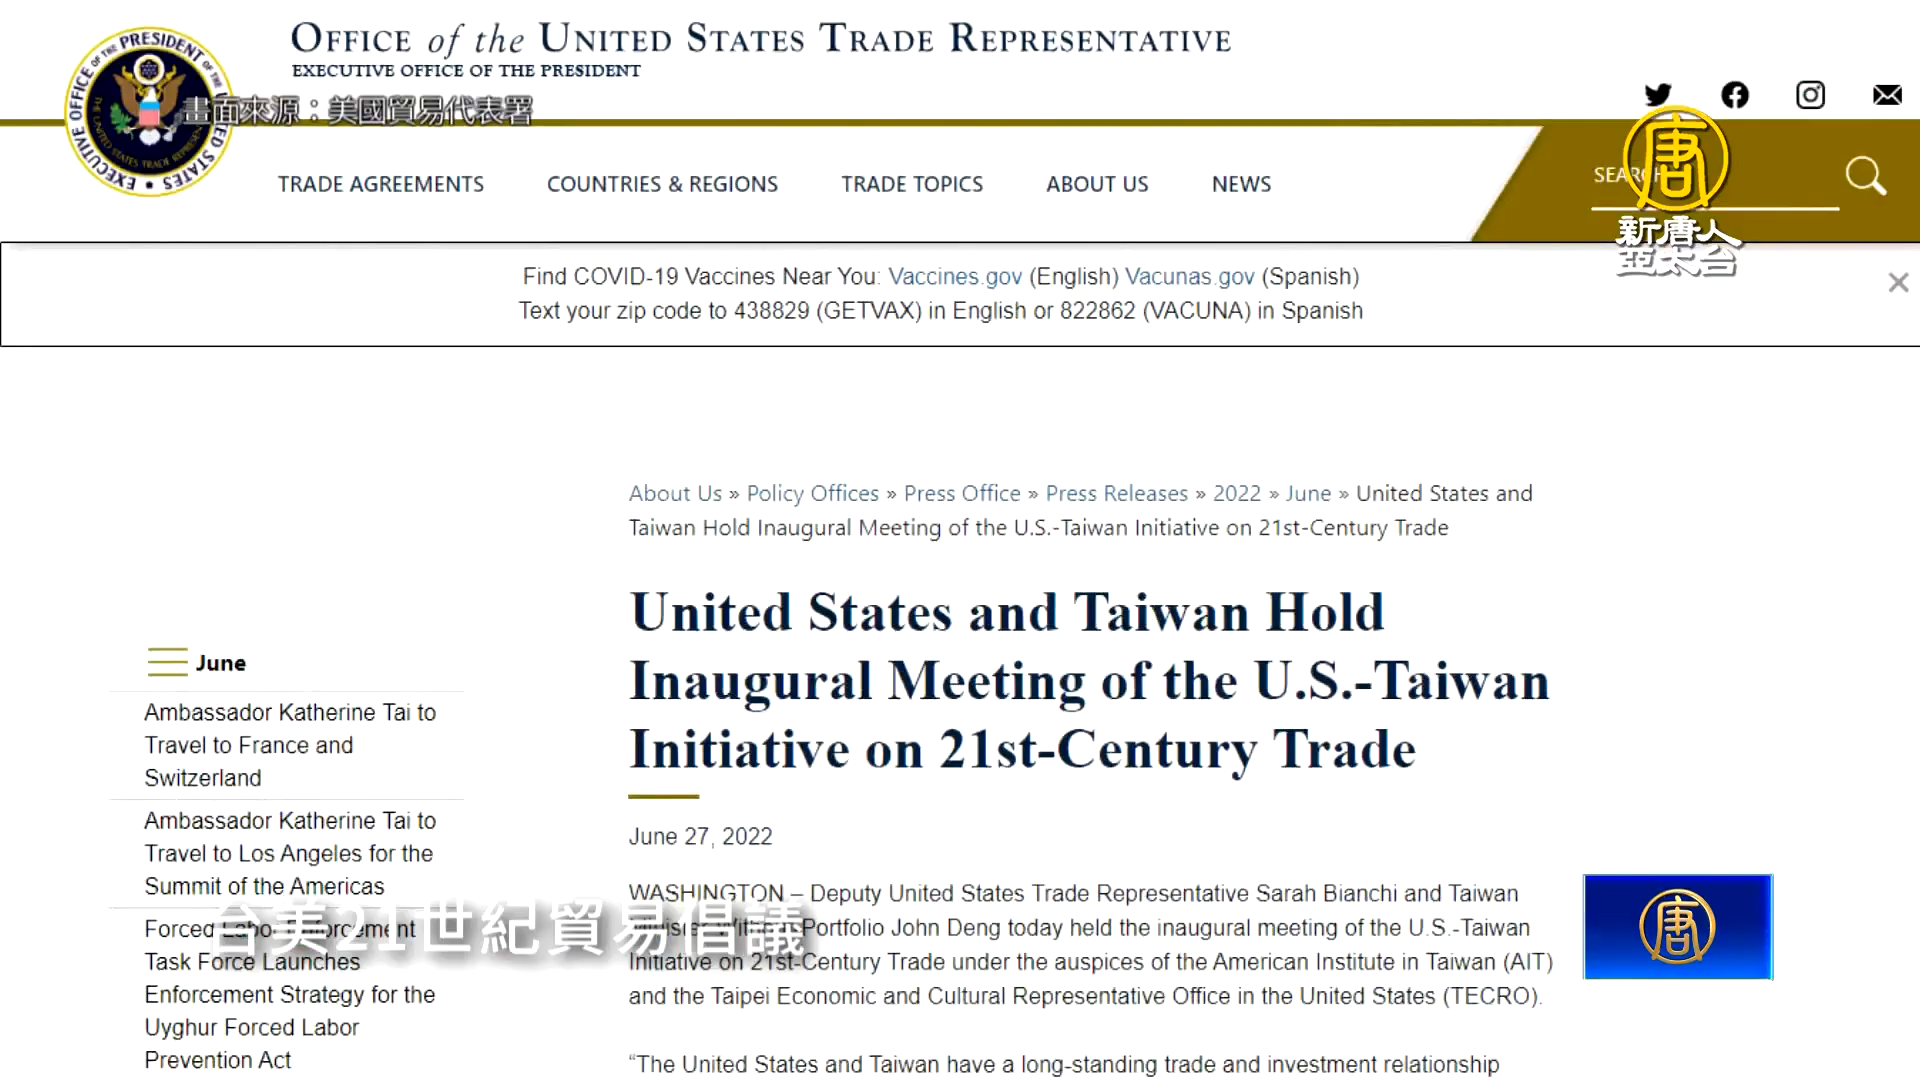 OFFICE of the UNITED STATES TRADE REPRESENTATIVE
EXECUTIVE OFFICE OF THE PRESIDENT
畫面來源：美國貿易代表署
TRADE AGREEMENTS
COUNTRIES & REGIONS
TRADE TOPICS
ABOUT US
NEWS
SEARCH
唐
新唐人
亞太台
Find COVID-19 Vaccines Near You: Vaccines.gov (English) Vacunas.gov (Spanish)
Text your zip code to 438829 (GETVAX) in English or 822862 (VACUNA) in Spanish
About Us » Policy Offices » Press Office » Press Releases » 2022 » June » United States and
Taiwan Hold Inaugural Meeting of the U.S.-Taiwan Initiative on 21st-Century Trade
United States and Taiwan Hold
Inaugural Meeting of the U.S.-Taiwan
Initiative on 21st-Century Trade
June 27, 2022
WASHINGTON – Deputy United States Trade Representative Sarah Bianchi and Taiwan
Minister Without Portfolio John Deng today held the inaugural meeting of the U.S.-Taiwan
Initiative on 21st-Century Trade under the auspices of the American Institute in Taiwan (AIT)
and the Taipei Economic and Cultural Representative Office in the United States (TECRO).
“The United States and Taiwan have a long-standing trade and investment relationship
June
Ambassador Katherine Tai to
Travel to France and
Switzerland
Ambassador Katherine Tai to
Travel to Los Angeles for the
Summit of the Americas
Forced Labor Enforcement
Task Force Launches
Enforcement Strategy for the
Uyghur Forced Labor
Prevention Act
台美21世紀貿易倡議
唐